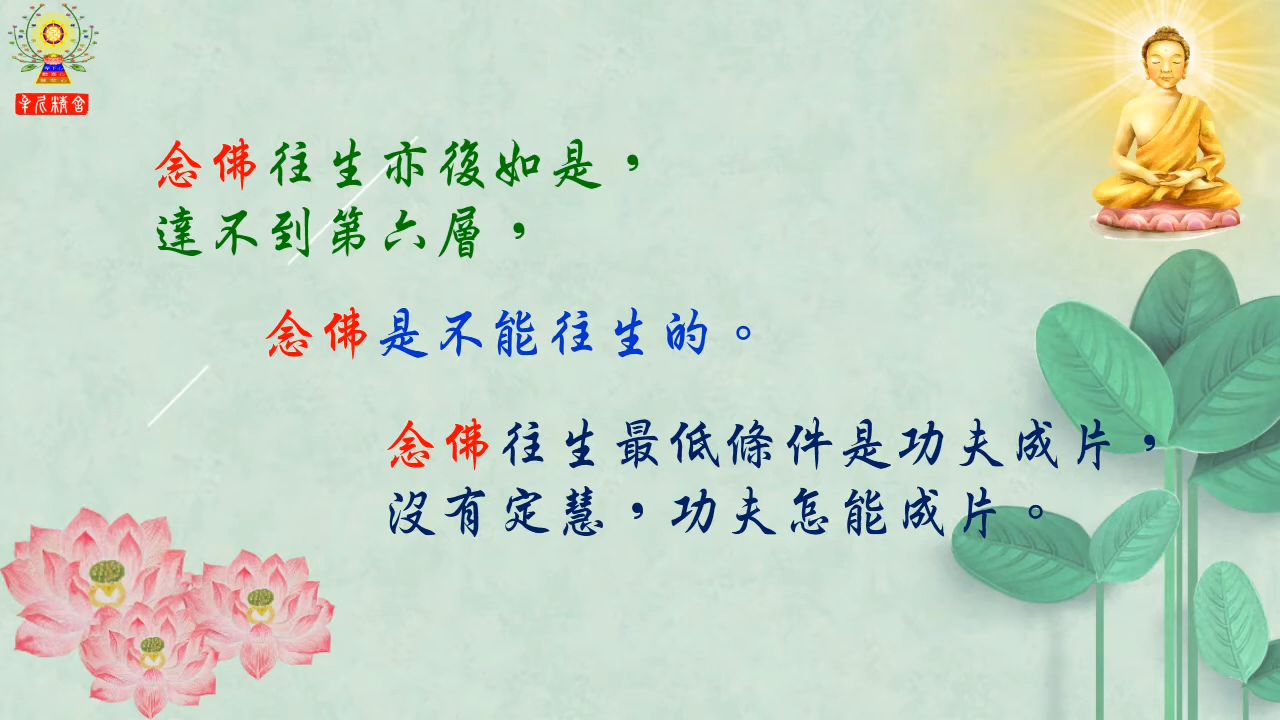 念佛往生亦復如是，
達不到第六層，
念佛是不能往生的。
念佛往生最低條件是功夫成片，
沒有定慧，功夫怎能成片。